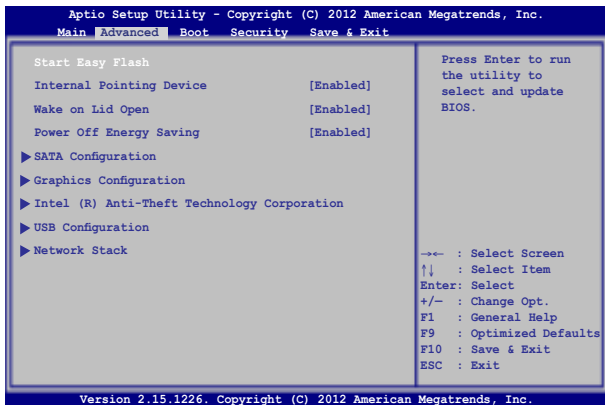 Aptio Setup Utility - Copyright (C) 2012 American Megatrends, Inc.
Main Advanced Boot Security Save & Exit
Start Easy Flash
Internal Pointing Device [Enabled]
Wake on Lid Open [Enabled]
Power Off Energy Saving [Enabled]
SATA Configuration
Graphics Configuration
Intel (R) Anti-Theft Technology Corporation
USB Configuration
Network Stack
Press Enter to run
the utility to
select and update
BIOS.
→← : Select Screen
↑↓ : Select Item
Enter: Select
+/— : Change Opt.
F1 : General Help
F9 : Optimized Defaults
F10 : Save & Exit
ESC : Exit
Version 2.15.1226. Copyright (C) 2012 American Megatrends, Inc.